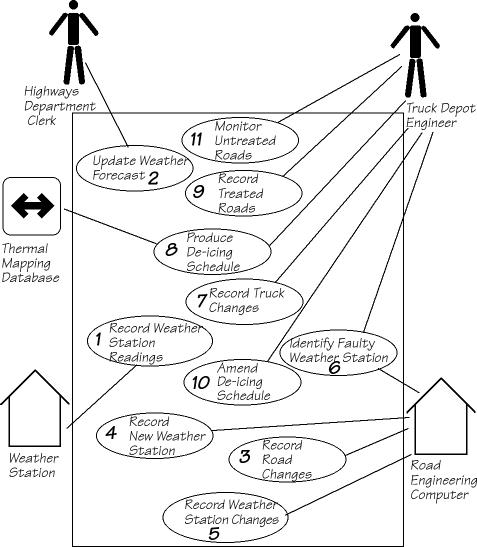 Highways
Department
Clerk
Truck Depot
Engineer
11 Monitor
Untreated
Roads
Update Weather
Forecast 2
9 Record
Treated
Roads
Thermal
Mapping
Database
8 Produce
De-icing
Schedule
7 Record Truck
Changes
1 Record Weather
Station
Readings
Identify Faulty
Weather Station
6
10 Amend
De-icing
Schedule
4 Record
New Weather
Station
Weather
Station
3 Record
Road
Changes
Road
Engineering
Computer
Record Weather
Station Changes
5